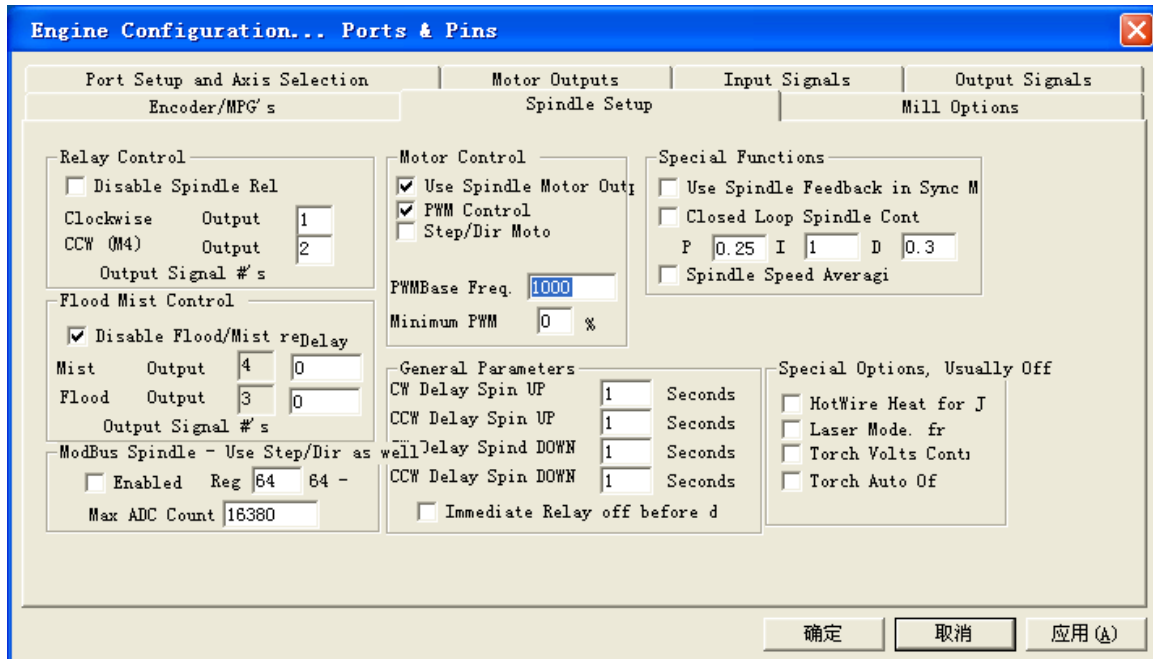 Engine Configuration... Ports & Pins
Port Setup and Axis Selection
Motor Outputs
Input Signals
Output Signals
Encoder/MPG's
Spindle Setup
Mill Options
Relay Control
Disable Spindle Rel
Clockwise Output 1
CCW (M4) Output 2
Output Signal #'s
Flood Mist Control
Disable Flood/Mist re
Delay
Mist Output 4 0
Flood Output 3 0
Output Signal #'s
ModBus Spindle - Use Step/Dir as well
Enabled Reg 64 64 -
Max ADC Count 16380
Motor Control
Use Spindle Motor Outp
PWM Control
Step/Dir Moto
PWMBase Freq. 1000
Minimum PWM 0 %
General Parameters
CW Delay Spin UP 1 Seconds
CCW Delay Spin UP 1 Seconds
Delay Spind DOWN 1 Seconds
CCW Delay Spin DOWN 1 Seconds
Immediate Relay off before d
Special Functions
Use Spindle Feedback in Sync M
Closed Loop Spindle Cont
P 0.25 I 1 D 0.3
Spindle Speed Averagi
Special Options, Usually Off
HotWire Heat for J
Laser Mode. fr
Torch Volts Cont
Torch Auto Of
确定
取消
应用(A)